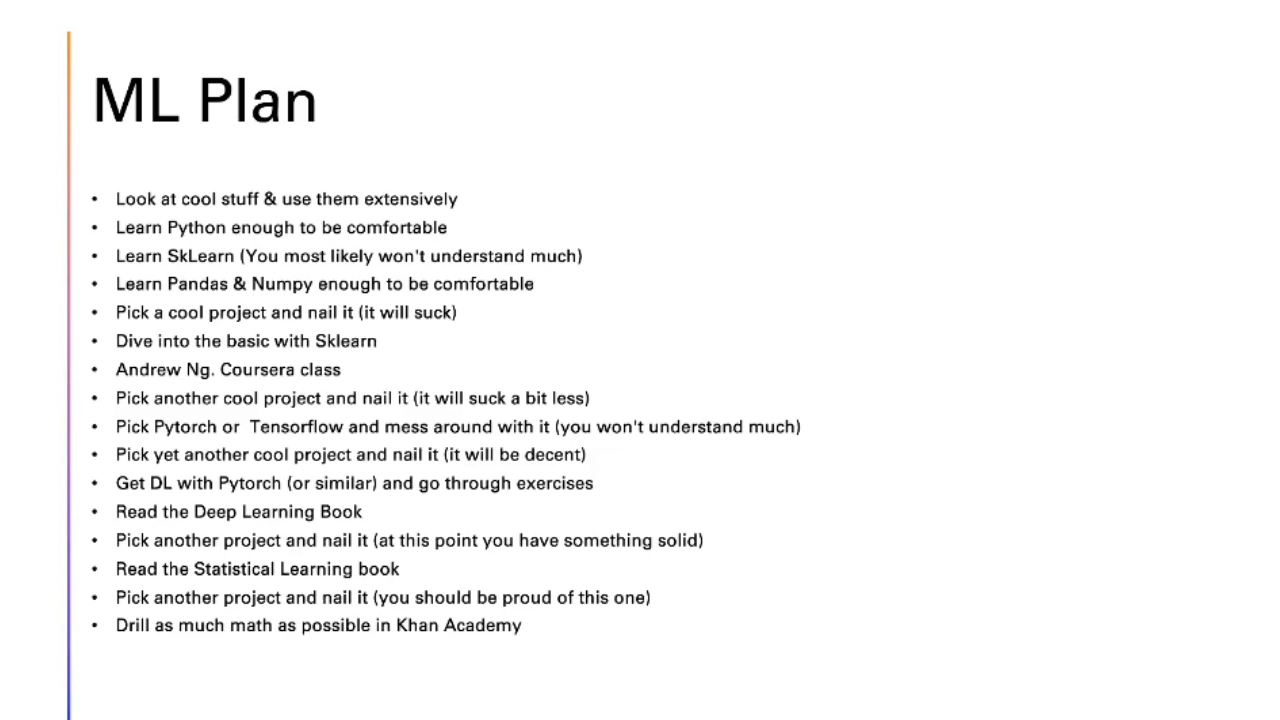 ML Plan
• Look at cool stuff & use them extensively
• Learn Python enough to be comfortable
• Learn SkLearn (You most likely won't understand much)
• Learn Pandas & Numpy enough to be comfortable
• Pick a cool project and nail it (it will suck)
• Dive into the basic with Sklearn
• Andrew Ng. Coursera class
• Pick another cool project and nail it (it will suck a bit less)
• Pick Pytorch or  Tensorflow and mess around with it (you won't understand much)
• Pick yet another cool project and nail it (it will be decent)
• Get DL with Pytorch (or similar) and go through exercises
• Read the Deep Learning Book
• Pick another project and nail it (at this point you have something solid)
• Read the Statistical Learning book
• Pick another project and nail it (you should be proud of this one)
• Drill as much math as possible in Khan Academy